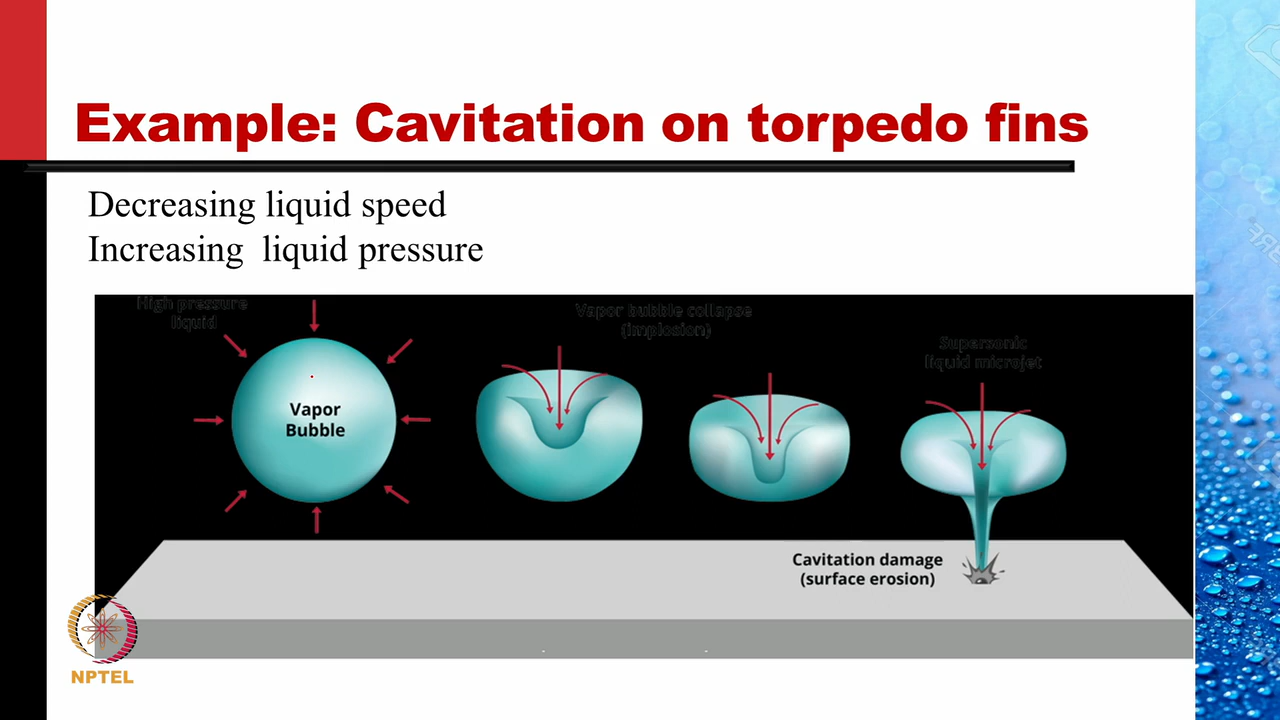 Example: Cavitation on torpedo fins
Decreasing liquid speed
Increasing liquid pressure
High pressure
liquid
Vapor bubble collapse
(implosion)
Supersonic
liquid microjet
Vapor
Bubble
Cavitation damage
(surface erosion)
NPTEL